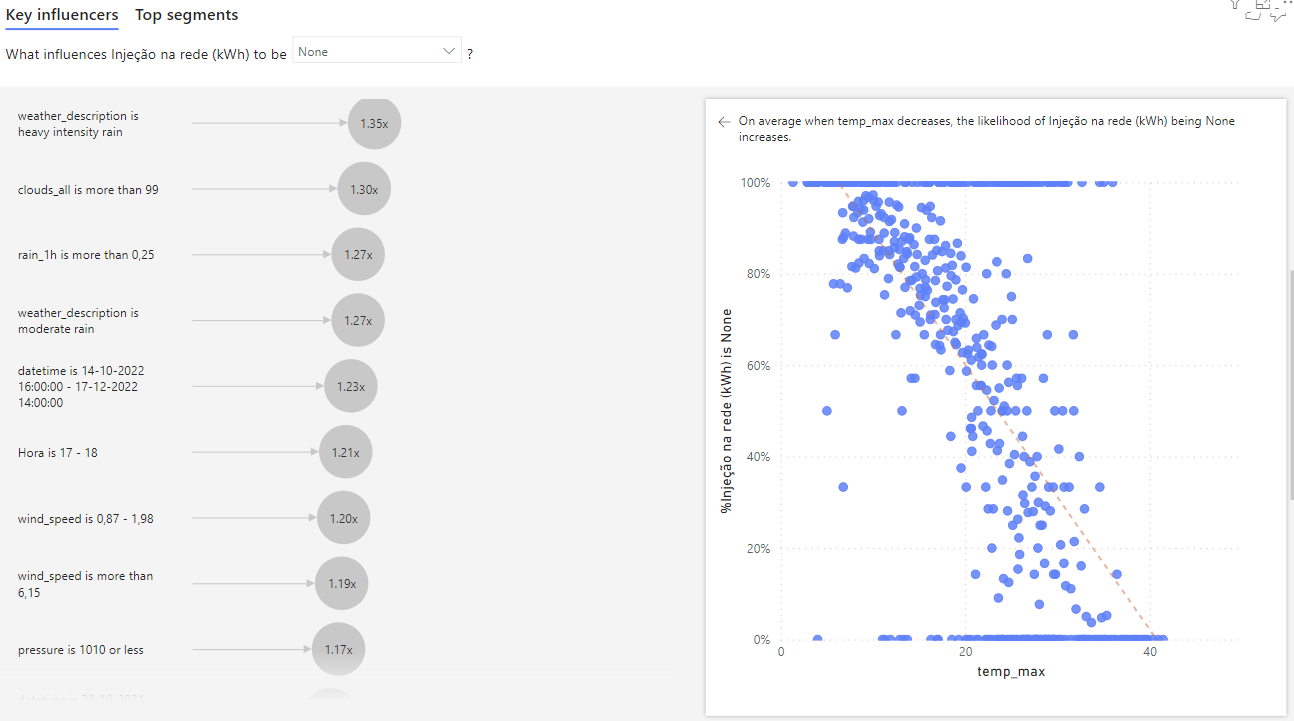 Key influencers Top segments
What influences Injeção na rede (kWh) to be None ?
weather_description is
heavy intensity rain
1.35x
clouds_all is more than 99
1.30x
rain_1h is more than 0,25
1.27x
weather_description is
moderate rain
1.27x
datetime is 14-10-2022
16:00:00 - 17-12-2022
14:00:00
1.23x
Hora is 17 - 18
1.21x
wind_speed is 0,87 - 1,98
1.20x
wind_speed is more than
6,15
1.19x
pressure is 1010 or less
1.17x
On average when temp_max decreases, the likelihood of Injeção na rede (kWh) being None
increases.
%Injeção na rede (kWh) is None
100%
80%
60%
40%
20%
0%
0 20 40
temp_max